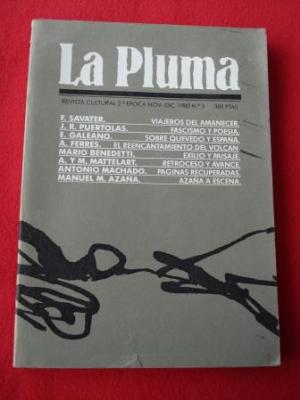 La Pluma
REVISTA CULTURAL 2ª EPOCA NOV-DIC. 1980 N.º 3 300 PTAS.
F. SAVATER. VIAJEROS DEL AMANECER.
J. R. PUERTOLAS. FASCISMO Y POESIA.
E. GALEANO. SOBRE QUEVEDO Y ESPAÑA.
A. FERRES. EL REENCANTAMIENTO DEL VOLCAN
MARIO BENEDETTI. EXILIO Y PAISAJE.
A. Y M. MATTELART. RETROCESO Y AVANCE.
ANTONIO MACHADO. PAGINAS RECUPERADAS.
MANUEL M. AZAÑA. AZAÑA A ESCENA.